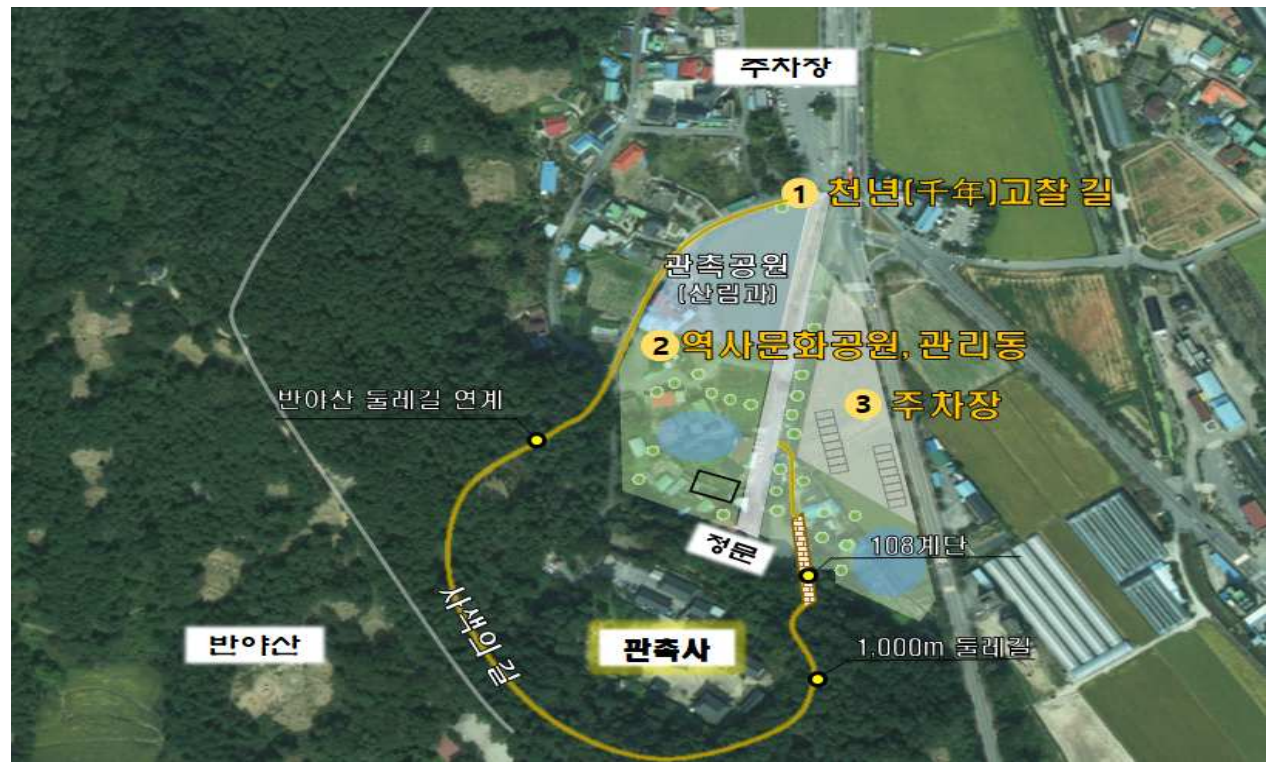 주차장
1 천년(千年)고찰 길
관촉공원
(산림과)
2 역사문화공원, 관리동
반야산 둘레길 연계
3 주차장
정문
108계단
사색의 길
반야산
관촉사
1,000m 둘레길